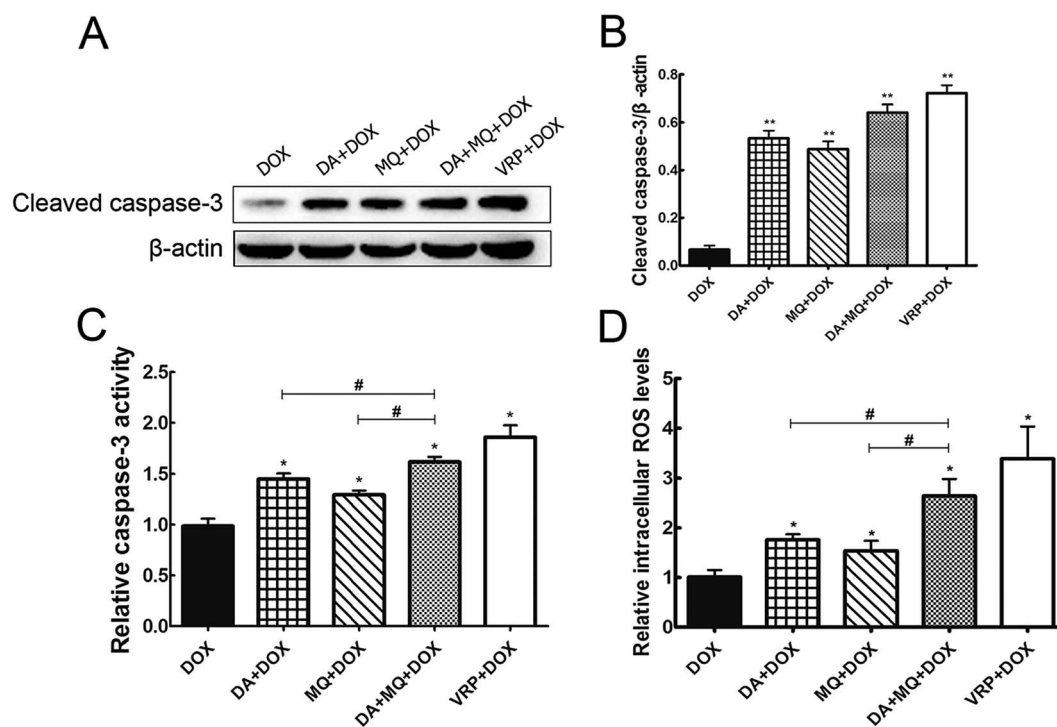 A
DOX
DA+DOX
MQ+DOX
DA+MQ+DOX
VRP+DOX
Cleaved caspase-3
β-actin
B
Cleaved caspase-3/β -actin
0.8
0.6
0.4
0.2
0.0
**
**
**
**
DOX
DA+DOX
MQ+DOX
DA+MQ+DOX
VRP+DOX
C
Relative caspase-3 activity
2.5
2.0
1.5
1.0
0.5
0.0
#
#
*
*
*
*
DOX
DA+DOX
MQ+DOX
DA+MQ+DOX
VRP+DOX
D
Relative intracellular ROS levels
5
4
3
2
1
0
#
#
*
*
*
*
DOX
DA+DOX
MQ+DOX
DA+MQ+DOX
VRP+DOX